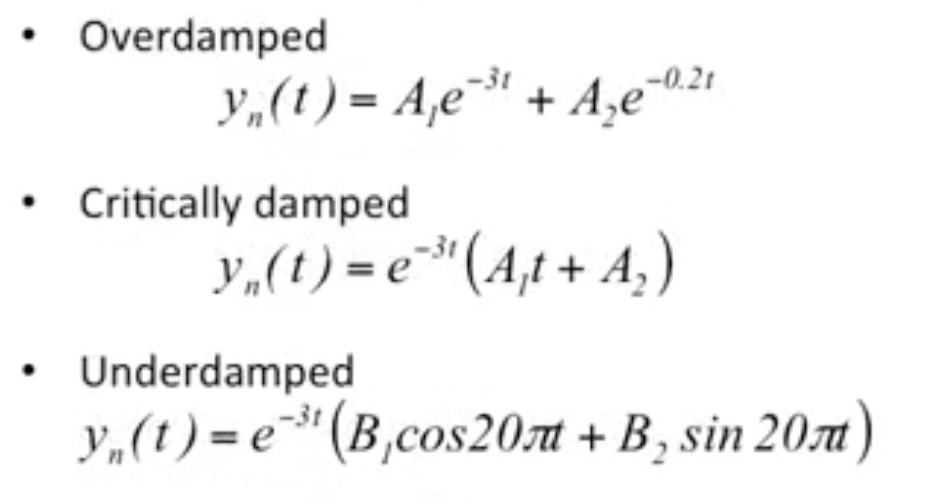 • Overdamped
yₙ(t) = A₁e⁻³ᵗ + A₂e^{-0.2t}
• Critically damped
yₙ(t) = e⁻³ᵗ(A₁t + A₂)
• Underdamped
yₙ(t) = e⁻³ᵗ(B₁cos20πt + B₂ sin 20πt)